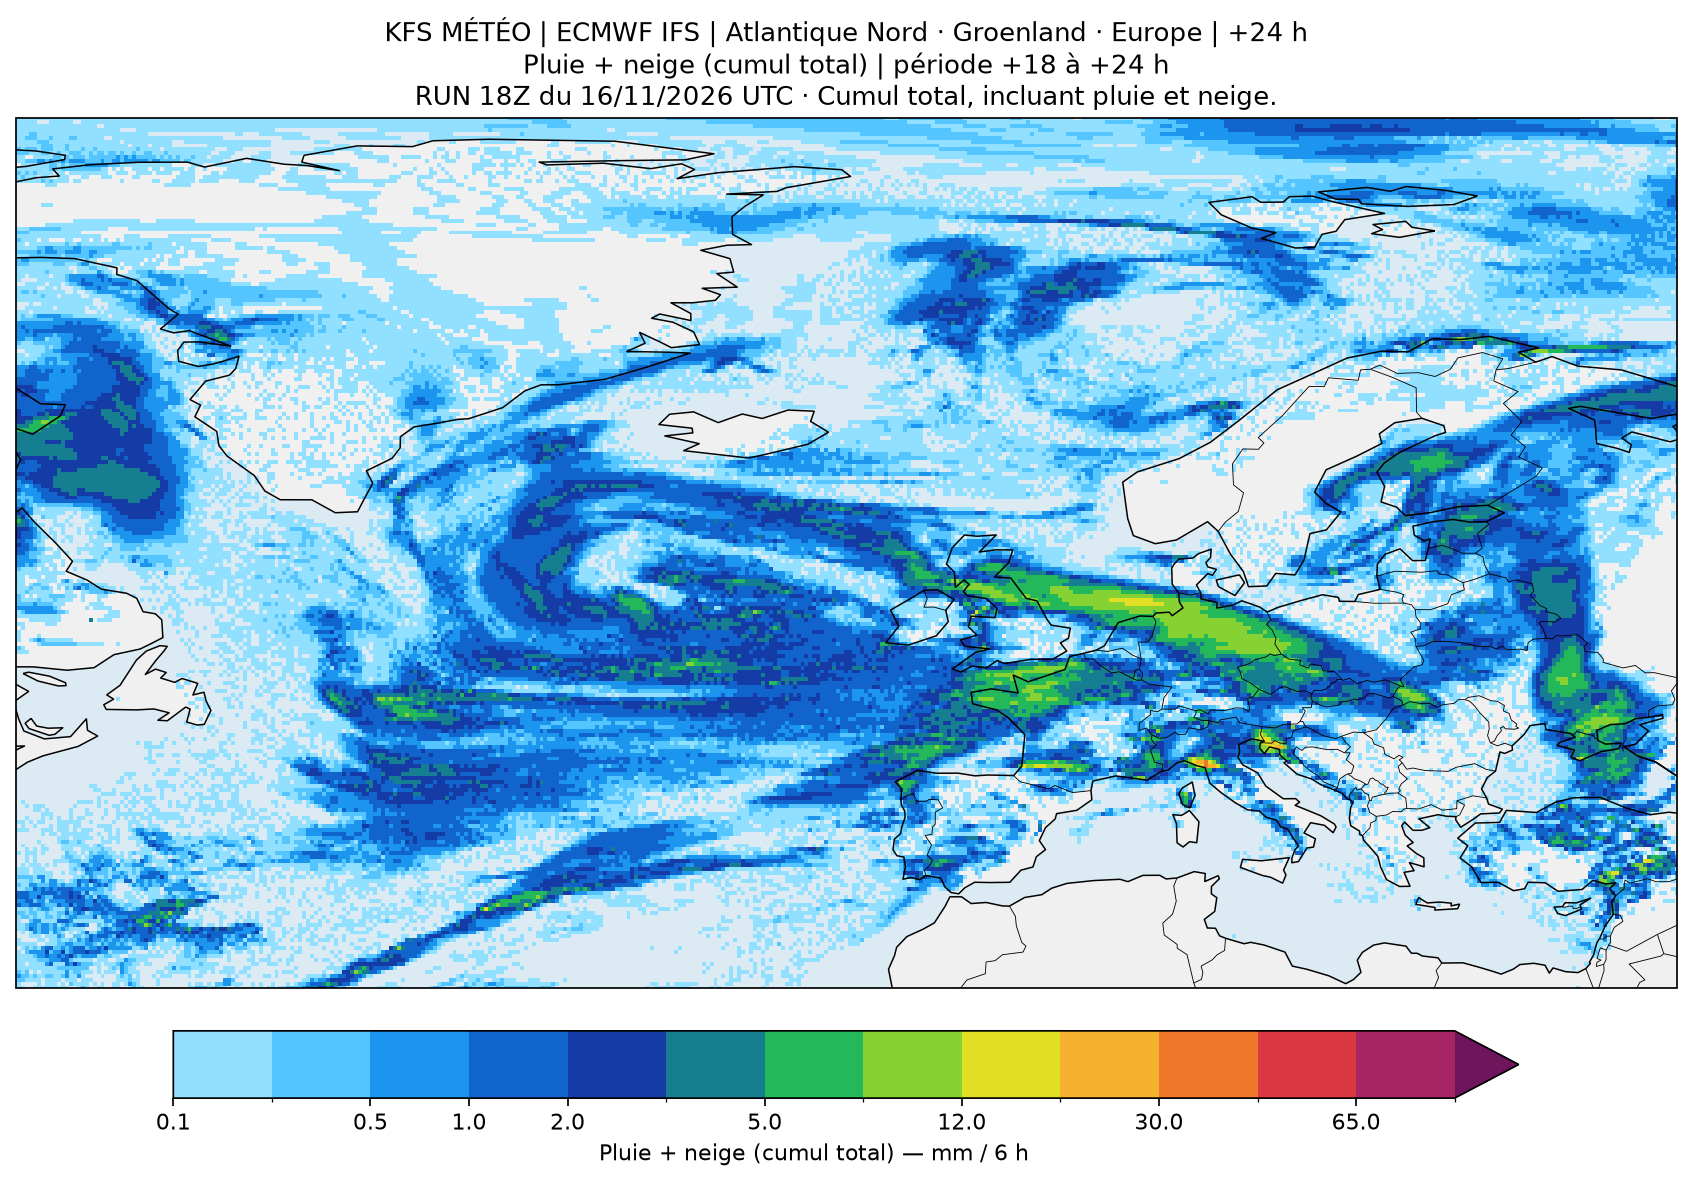 KFS MÉTÉO | ECMWF IFS | Atlantique Nord · Groenland · Europe | +24 h
Pluie + neige (cumul total) | période +18 à +24 h
RUN 18Z du 16/11/2026 UTC · Cumul total, incluant pluie et neige.
0.1 0.5 1.0 2.0 5.0 12.0 30.0 65.0
Pluie + neige (cumul total) — mm / 6 h